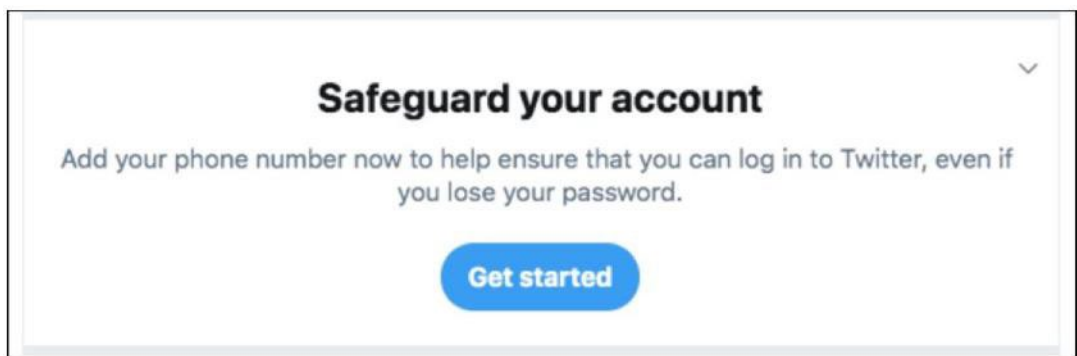 Safeguard your account
Add your phone number now to help ensure that you can log in to Twitter, even if
you lose your password.
Get started